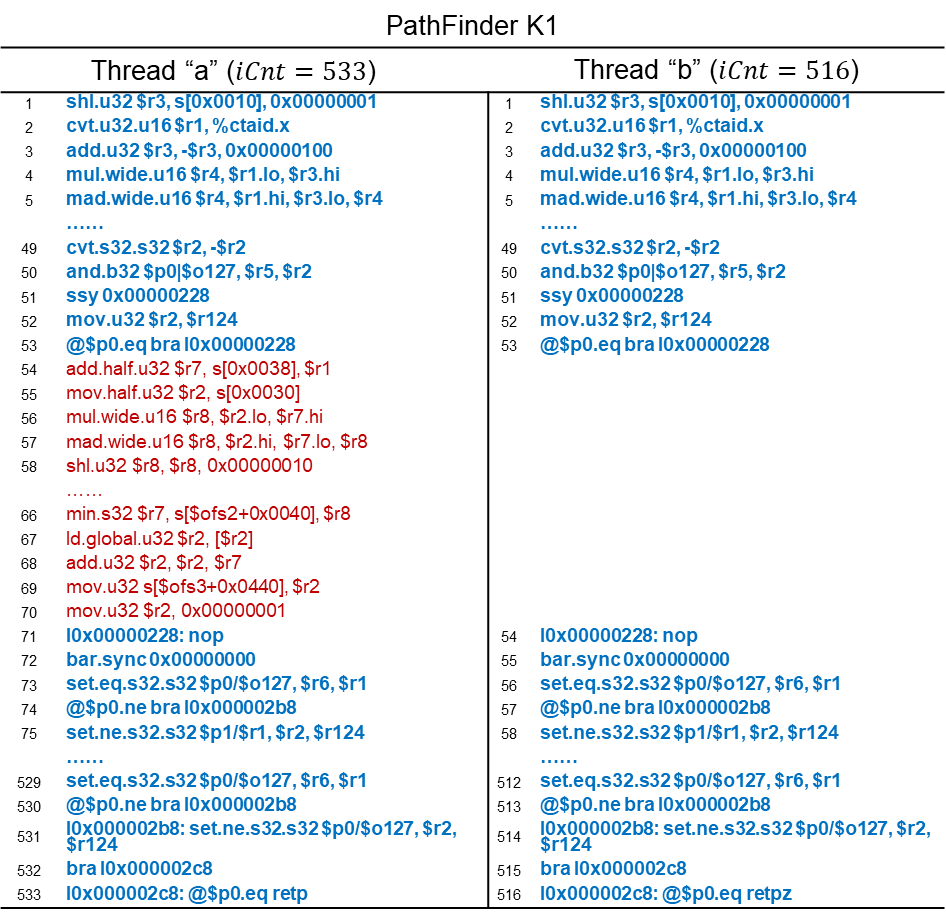 PathFinder K1
Thread “a” (iCnt = 533)
1 shl.u32 $r3, s[0x0010], 0x00000001
2 cvt.u32.u16 $r1, %ctaid.x
3 add.u32 $r3, -$r3, 0x00000100
4 mul.wide.u16 $r4, $r1.lo, $r3.hi
5 mad.wide.u16 $r4, $r1.hi, $r3.lo, $r4
……
49 cvt.s32.s32 $r2, -$r2
50 and.b32 $p0|$o127, $r5, $r2
51 ssy 0x00000228
52 mov.u32 $r2, $r124
53 @$p0.eq bra l0x00000228
54 add.half.u32 $r7, s[0x0038], $r1
55 mov.half.u32 $r2, s[0x0030]
56 mul.wide.u16 $r8, $r2.lo, $r7.hi
57 mad.wide.u16 $r8, $r2.hi, $r7.lo, $r8
58 shl.u32 $r8, $r8, 0x00000010
……
66 min.s32 $r7, s[$ofs2+0x0040], $r8
67 ld.global.u32 $r2, [$r2]
68 add.u32 $r2, $r2, $r7
69 mov.u32 s[$ofs3+0x0440], $r2
70 mov.u32 $r2, 0x00000001
71 l0x00000228: nop
72 bar.sync 0x00000000
73 set.eq.s32.s32 $p0/$o127, $r6, $r1
74 @$p0.ne bra l0x000002b8
75 set.ne.s32.s32 $p1/$r1, $r2, $r124
……
529 set.eq.s32.s32 $p0/$o127, $r6, $r1
530 @$p0.ne bra l0x000002b8
531 l0x000002b8: set.ne.s32.s32 $p0/$o127, $r2,
$r124
532 bra l0x000002c8
533 l0x000002c8: @$p0.eq retp
Thread “b” (iCnt = 516)
1 shl.u32 $r3, s[0x0010], 0x00000001
2 cvt.u32.u16 $r1, %ctaid.x
3 add.u32 $r3, -$r3, 0x00000100
4 mul.wide.u16 $r4, $r1.lo, $r3.hi
5 mad.wide.u16 $r4, $r1.hi, $r3.lo, $r4
……
49 cvt.s32.s32 $r2, -$r2
50 and.b32 $p0|$o127, $r5, $r2
51 ssy 0x00000228
52 mov.u32 $r2, $r124
53 @$p0.eq bra l0x00000228
54 l0x00000228: nop
55 bar.sync 0x00000000
56 set.eq.s32.s32 $p0/$o127, $r6, $r1
57 @$p0.ne bra l0x000002b8
58 set.ne.s32.s32 $p1/$r1, $r2, $r124
……
512 set.eq.s32.s32 $p0/$o127, $r6, $r1
513 @$p0.ne bra l0x000002b8
514 l0x000002b8: set.ne.s32.s32 $p0/$o127, $r2,
$r124
515 bra l0x000002c8
516 l0x000002c8: @$p0.eq retpz